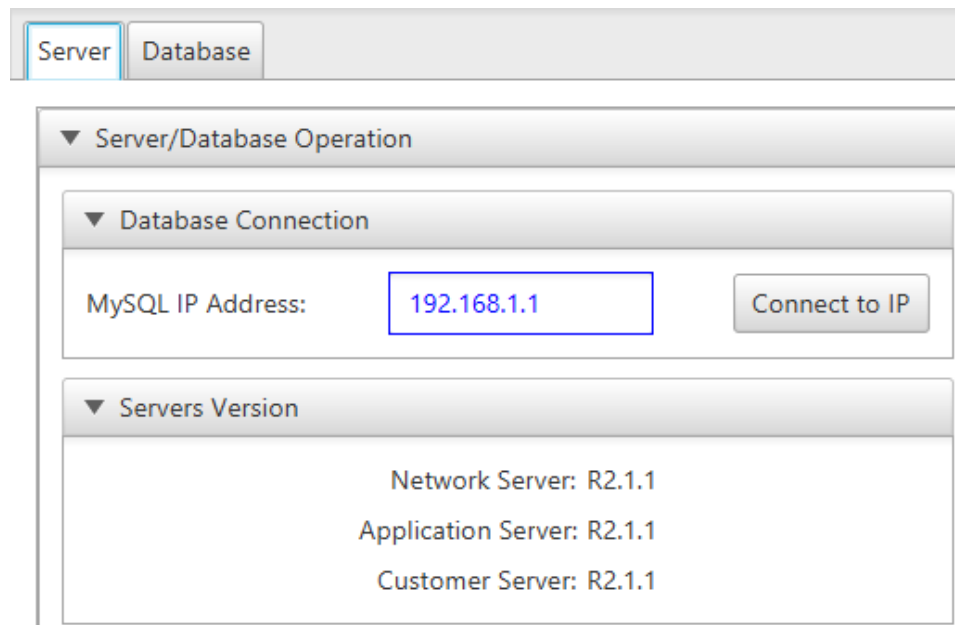 Server Database
Server/Database Operation
Database Connection
MySQL IP Address: 192.168.1.1 Connect to IP
Servers Version
Network Server: R2.1.1
Application Server: R2.1.1
Customer Server: R2.1.1